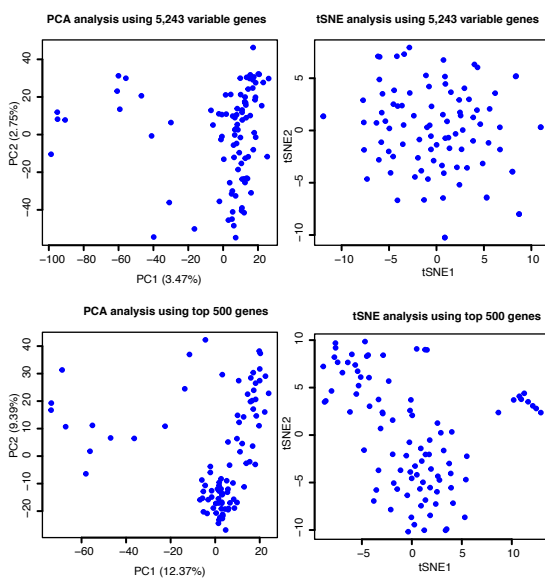 PCA analysis using 5,243 variable genes
40
20
0
−20
−40
PC2 (2.75%)
−100 −80 −60 −40 −20 0 20
PC1 (3.47%)
tSNE analysis using 5,243 variable genes
5
0
−5
−10
tSNE2
−10 −5 0 5 10
tSNE1
PCA analysis using top 500 genes
40
30
20
10
0
−10
−20
PC2 (9.39%)
−60 −40 −20 0 20
PC1 (12.37%)
tSNE analysis using top 500 genes
10
5
0
−5
−10
tSNE2
−5 0 5 10
tSNE1